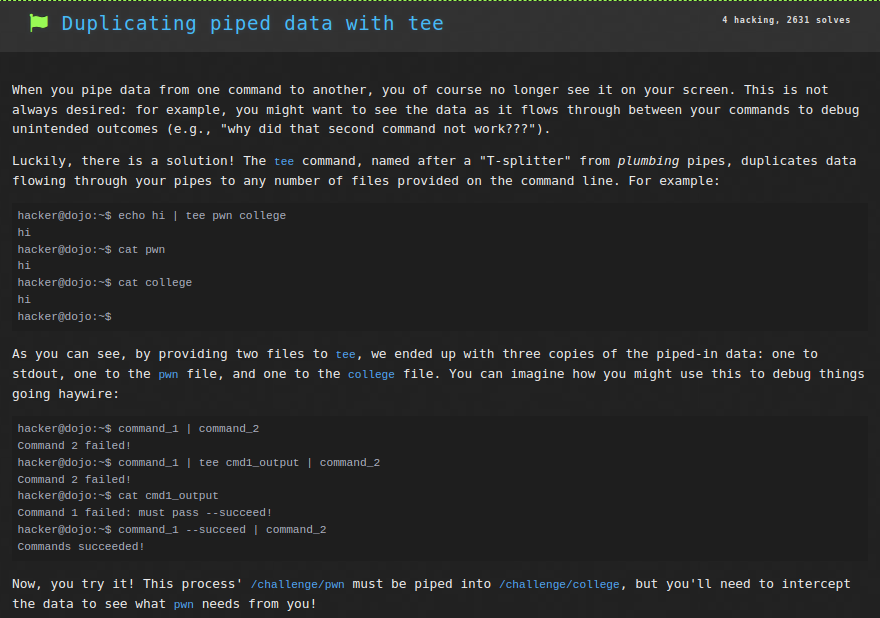 Duplicating piped data with tee
4 hacking, 2631 solves
When you pipe data from one command to another, you of course no longer see it on your screen. This is not
always desired: for example, you might want to see the data as it flows through between your commands to debug
unintended outcomes (e.g., "why did that second command not work???").
Luckily, there is a solution! The tee command, named after a "T-splitter" from plumbing pipes, duplicates data
flowing through your pipes to any number of files provided on the command line. For example:
hacker@dojo:~$ echo hi | tee pwn college
hi
hacker@dojo:~$ cat pwn
hi
hacker@dojo:~$ cat college
hi
hacker@dojo:~$
As you can see, by providing two files to tee, we ended up with three copies of the piped-in data: one to
stdout, one to the pwn file, and one to the college file. You can imagine how you might use this to debug things
going haywire:
hacker@dojo:~$ command_1 | command_2
Command 2 failed!
hacker@dojo:~$ command_1 | tee cmd1_output | command_2
Command 2 failed!
hacker@dojo:~$ cat cmd1_output
Command 1 failed: must pass --succeed!
hacker@dojo:~$ command_1 --succeed | command_2
Commands succeeded!
Now, you try it! This process' /challenge/pwn must be piped into /challenge/college, but you'll need to intercept
the data to see what pwn needs from you!